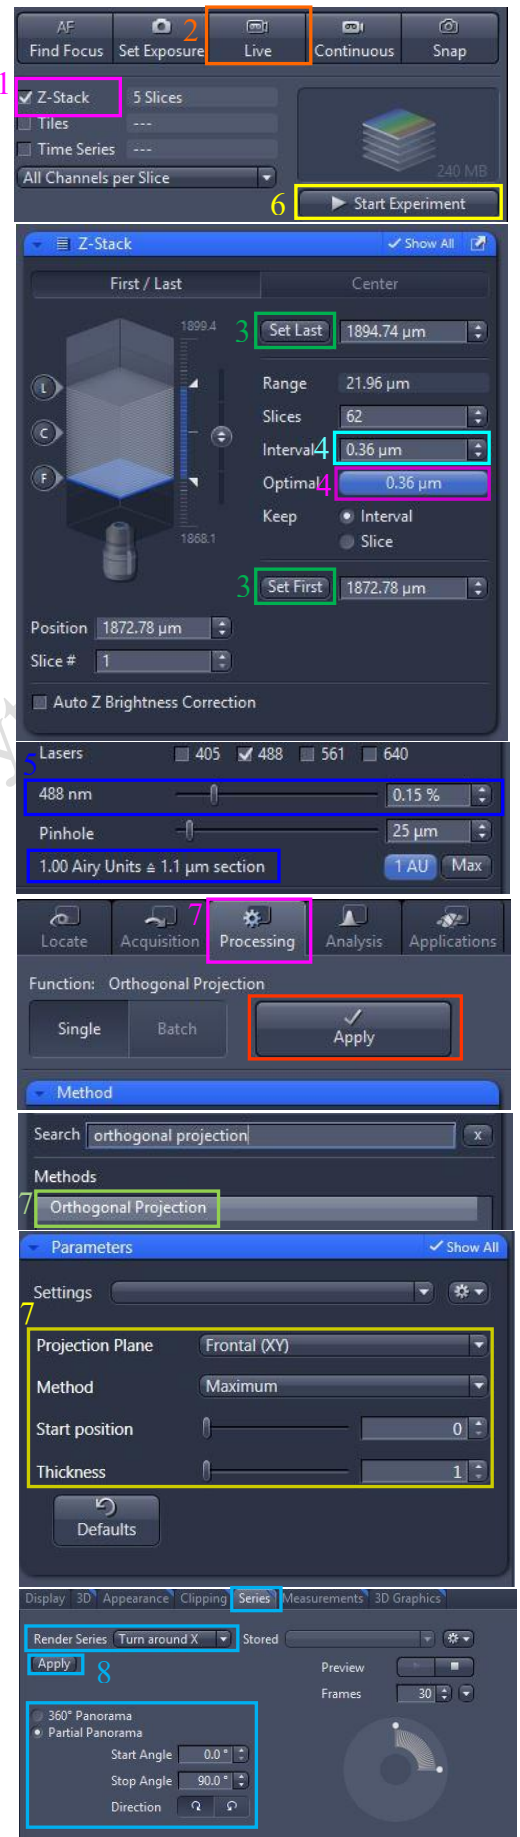 AF
Find Focus Set Exposure 2 Live Continuous Snap
1 Z-Stack 5 Slices
Tiles ---
Time Series ---
240 MB
All Channels per Slice
6 Start Experiment
Z-Stack Show All
First / Last Center
1899.4 3 Set Last 1894.74 µm
L Range 21.96 µm
Slices 62
C Interval 4 0.36 µm
F Optimal 4 0.36 µm
Keep Interval
1868.1 Slice
3 Set First 1872.78 µm
Position 1872.78 µm
Slice # 1
Auto Z Brightness Correction
Lasers 405 488 561 640
5
488 nm 0.15 %
Pinhole 25 µm
1.00 Airy Units ≙ 1.1 µm section 1 AU Max
7
Locate Acquisition Processing Analysis Applications
Function: Orthogonal Projection
Single Batch Apply
Method
Search orthogonal projection x
Methods
7 Orthogonal Projection
Parameters Show All
Settings
7
Projection Plane Frontal (XY)
Method Maximum
Start position 0
Thickness 1
Defaults
Display 3D Appearance Clipping Series Measurements 3D Graphics
Render Series Turn around X Stored
Apply 8 Preview
Frames 30
360° Panorama
Partial Panorama
Start Angle 0.0 °
Stop Angle 90.0 °
Direction